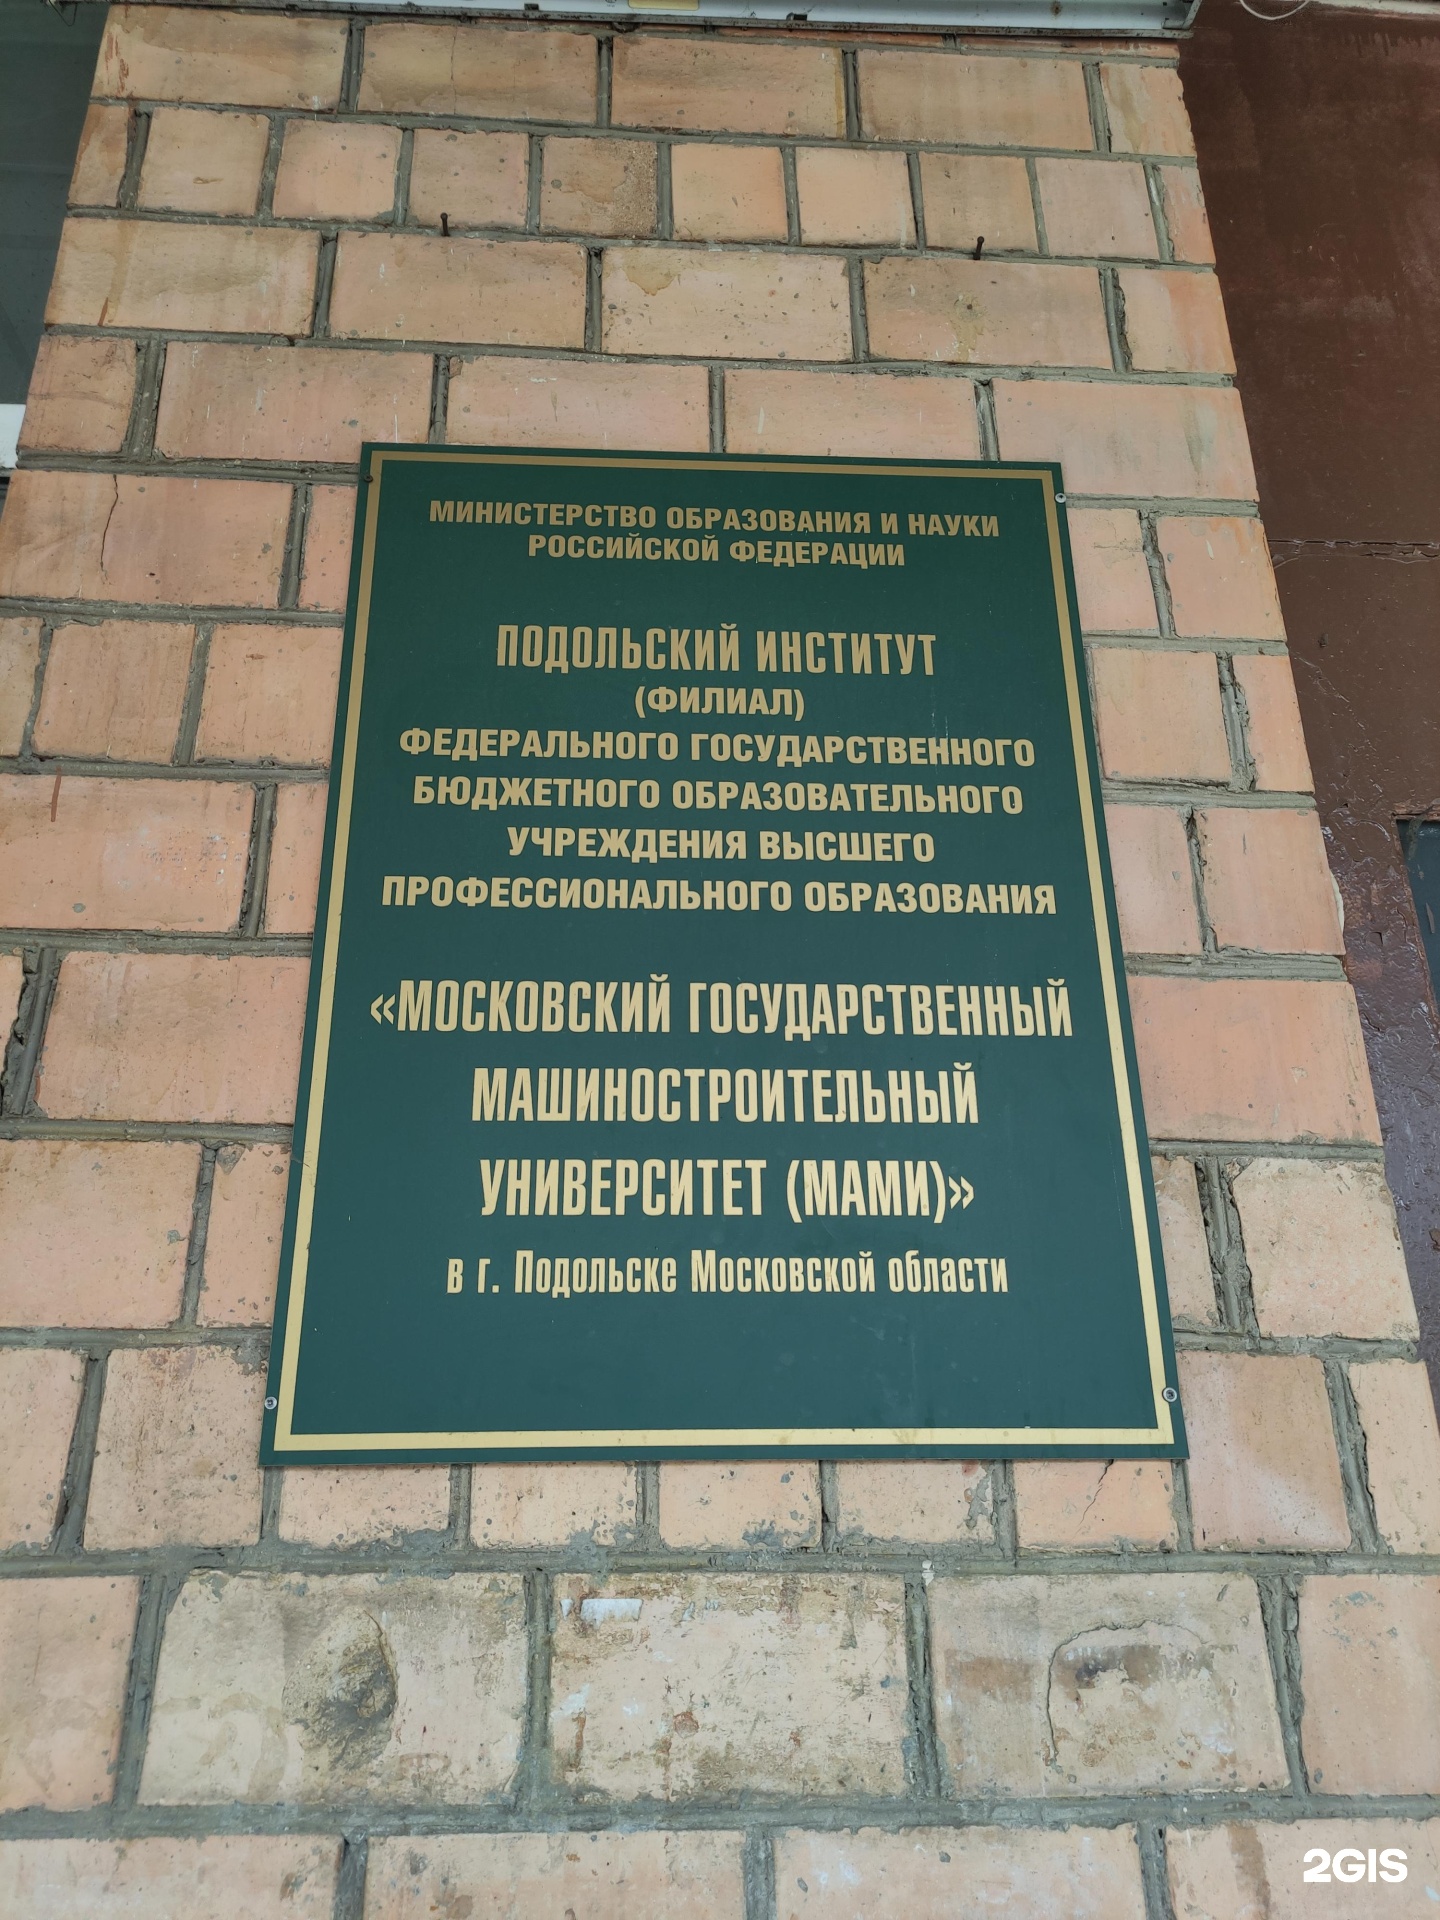 МИНИСТЕРСТВО ОБРАЗОВАНИЯ И НАУКИ
РОССИЙСКОЙ ФЕДЕРАЦИИ
ПОДОЛЬСКИЙ ИНСТИТУТ
(ФИЛИАЛ)
ФЕДЕРАЛЬНОГО ГОСУДАРСТВЕННОГО
БЮДЖЕТНОГО ОБРАЗОВАТЕЛЬНОГО
УЧРЕЖДЕНИЯ ВЫСШЕГО
ПРОФЕССИОНАЛЬНОГО ОБРАЗОВАНИЯ
«МОСКОВСКИЙ ГОСУДАРСТВЕННЫЙ
МАШИНОСТРОИТЕЛЬНЫЙ
УНИВЕРСИТЕТ (МАМИ)»
в г. Подольске Московской области
2GIS